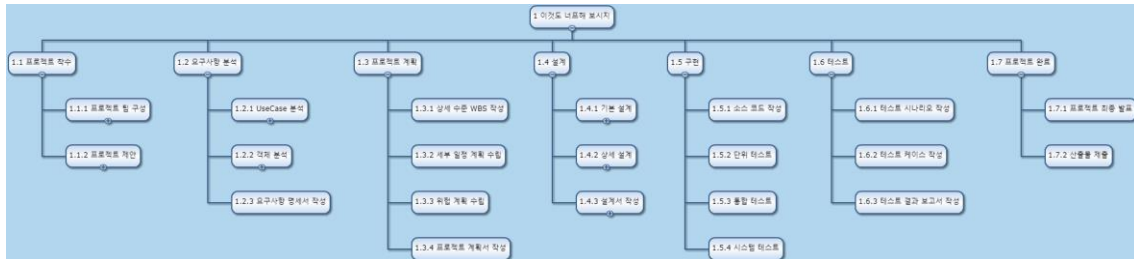 1 이것도 너프해 보시지
1.1 프로젝트 착수
1.2 요구사항 분석
1.3 프로젝트 계획
1.4 설계
1.5 구현
1.6 테스트
1.7 프로젝트 완료
1.1.1 프로젝트 팀 구성
1.2.1 UseCase 분석
1.3.1 상세 수준 WBS 작성
1.4.1 기본 설계
1.5.1 소스 코드 작성
1.6.1 테스트 시나리오 작성
1.7.1 프로젝트 최종 발표
1.1.2 프로젝트 제안
1.2.2 객체 분석
1.3.2 세부 일정 계획 수립
1.4.2 상세 설계
1.5.2 단위 테스트
1.6.2 테스트 케이스 작성
1.7.2 산출물 제출
1.2.3 요구사항 명세서 작성
1.3.3 위험 계획 수립
1.4.3 설계서 작성
1.5.3 통합 테스트
1.6.3 테스트 결과 보고서 작성
1.3.4 프로젝트 계획서 작성
1.5.4 시스템 테스트